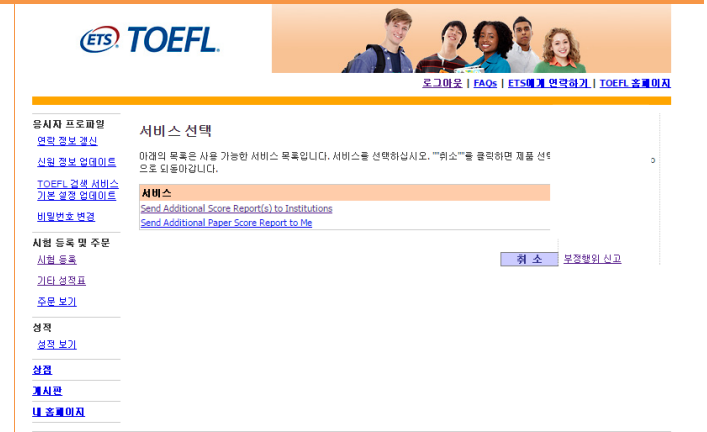 ETS TOEFL
로그아웃 | FAQs | ETS에게 연락하기 | TOEFL 홈페이지
응시자 프로파일
연락 정보 갱신
신원 정보 업데이트
TOEFL 검색 서비스
기본 설정 업데이트
비밀번호 변경
시험 등록 및 주문
시험 등록
기타 성적표
주문 보기
성적
성적 보기
상점
게시판
내 홈페이지
서비스 선택
아래의 목록은 사용 가능한 서비스 목록입니다. 서비스를 선택하십시오. ""취소""를 클릭하면 제품 선
으로 되돌아갑니다.
서비스
Send Additional Score Report(s) to Institutions
Send Additional Paper Score Report to Me
취 소
부정행위 신고